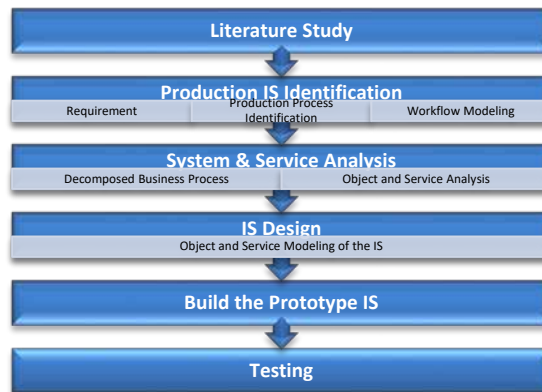 Literature Study
Production IS Identification
Requirement
Production Process
Identification
Workflow Modeling
System & Service Analysis
Decomposed Business Process
Object and Service Analysis
IS Design
Object and Service Modeling of the IS
Build the Prototype IS
Testing